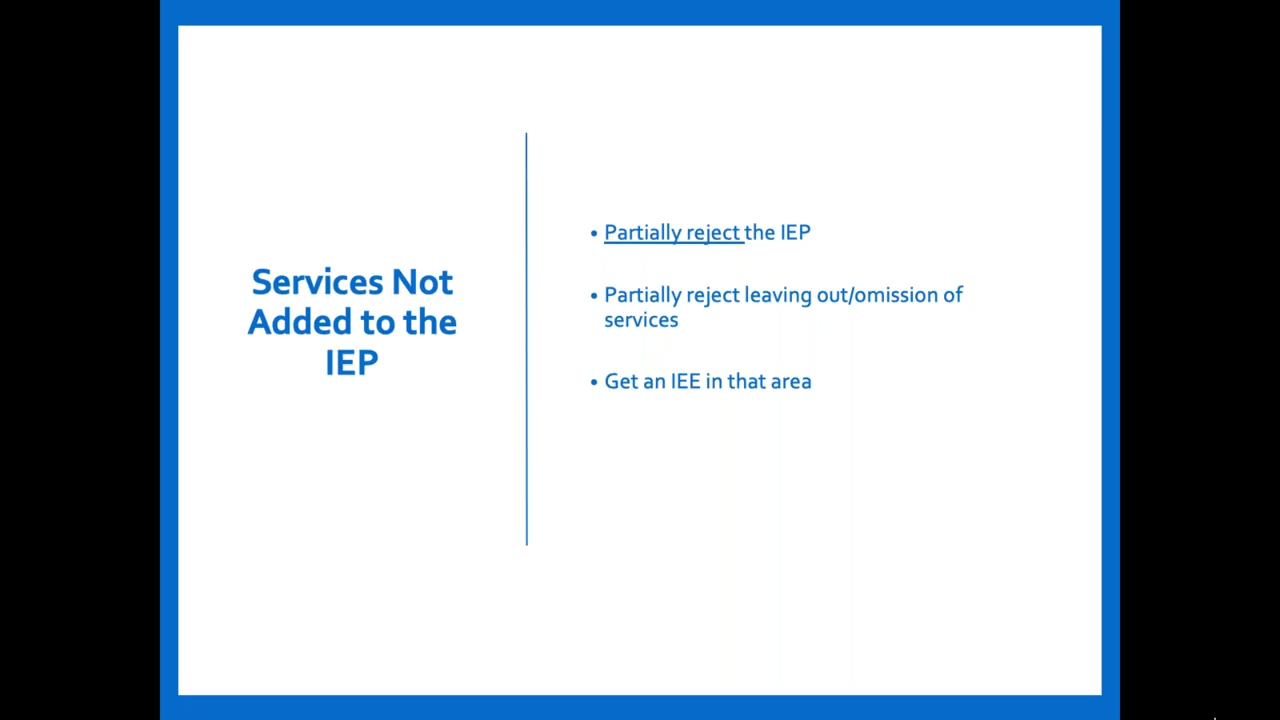 Services Not
Added to the
IEP
• Partially reject the IEP
• Partially reject leaving out/omission of
services
• Get an IEE in that area